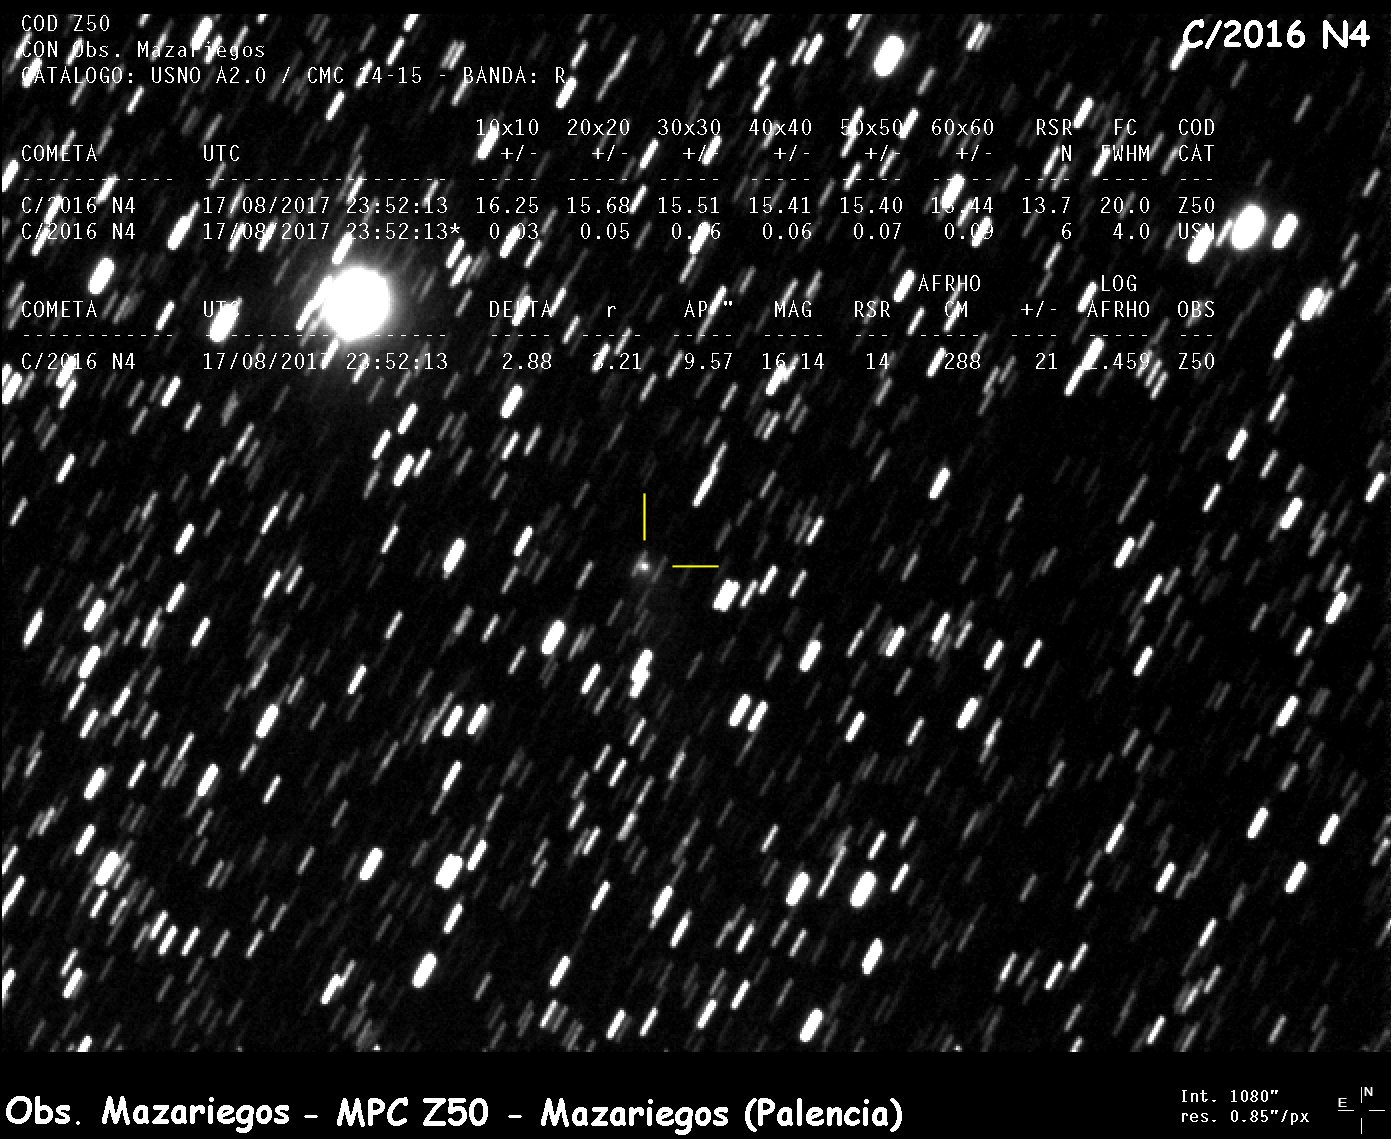 COD Z50
C/2016 N4
CON Obs. Mazariegos
CATALOGO: USNO A2.0 / CMC 14-15 - BANDA: R
10x10 20x20 30x30 40x40 50x50 60x60 RSR FC COD
COMETA UTC +/- +/- +/- +/- +/- +/- N FWHM CAT
------------ -------------------- ----- ----- ----- ----- ----- ----- ---- ---- ---
C/2016 N4 17/08/2017 23:52:13 16.25 15.68 15.51 15.41 15.40 15.44 13.7 20.0 Z50
C/2016 N4 17/08/2017 23:52:13* 0.03 0.05 0.06 0.06 0.07 0.09 6 4.0 USN
AFRHO LOG
COMETA UTC DELTA r AP " MAG RSR CM +/- AFRHO OBS
------------ -------------------- ----- ----- ----- ----- ---- ----- ---- ----- ---
C/2016 N4 17/08/2017 23:52:13 2.88 3.21 9.57 16.14 14 288 21 2.459 Z50
Obs. Mazariegos - MPC Z50 - Mazariegos (Palencia)
Int. 1080"
res. 0.85"/px
N
E